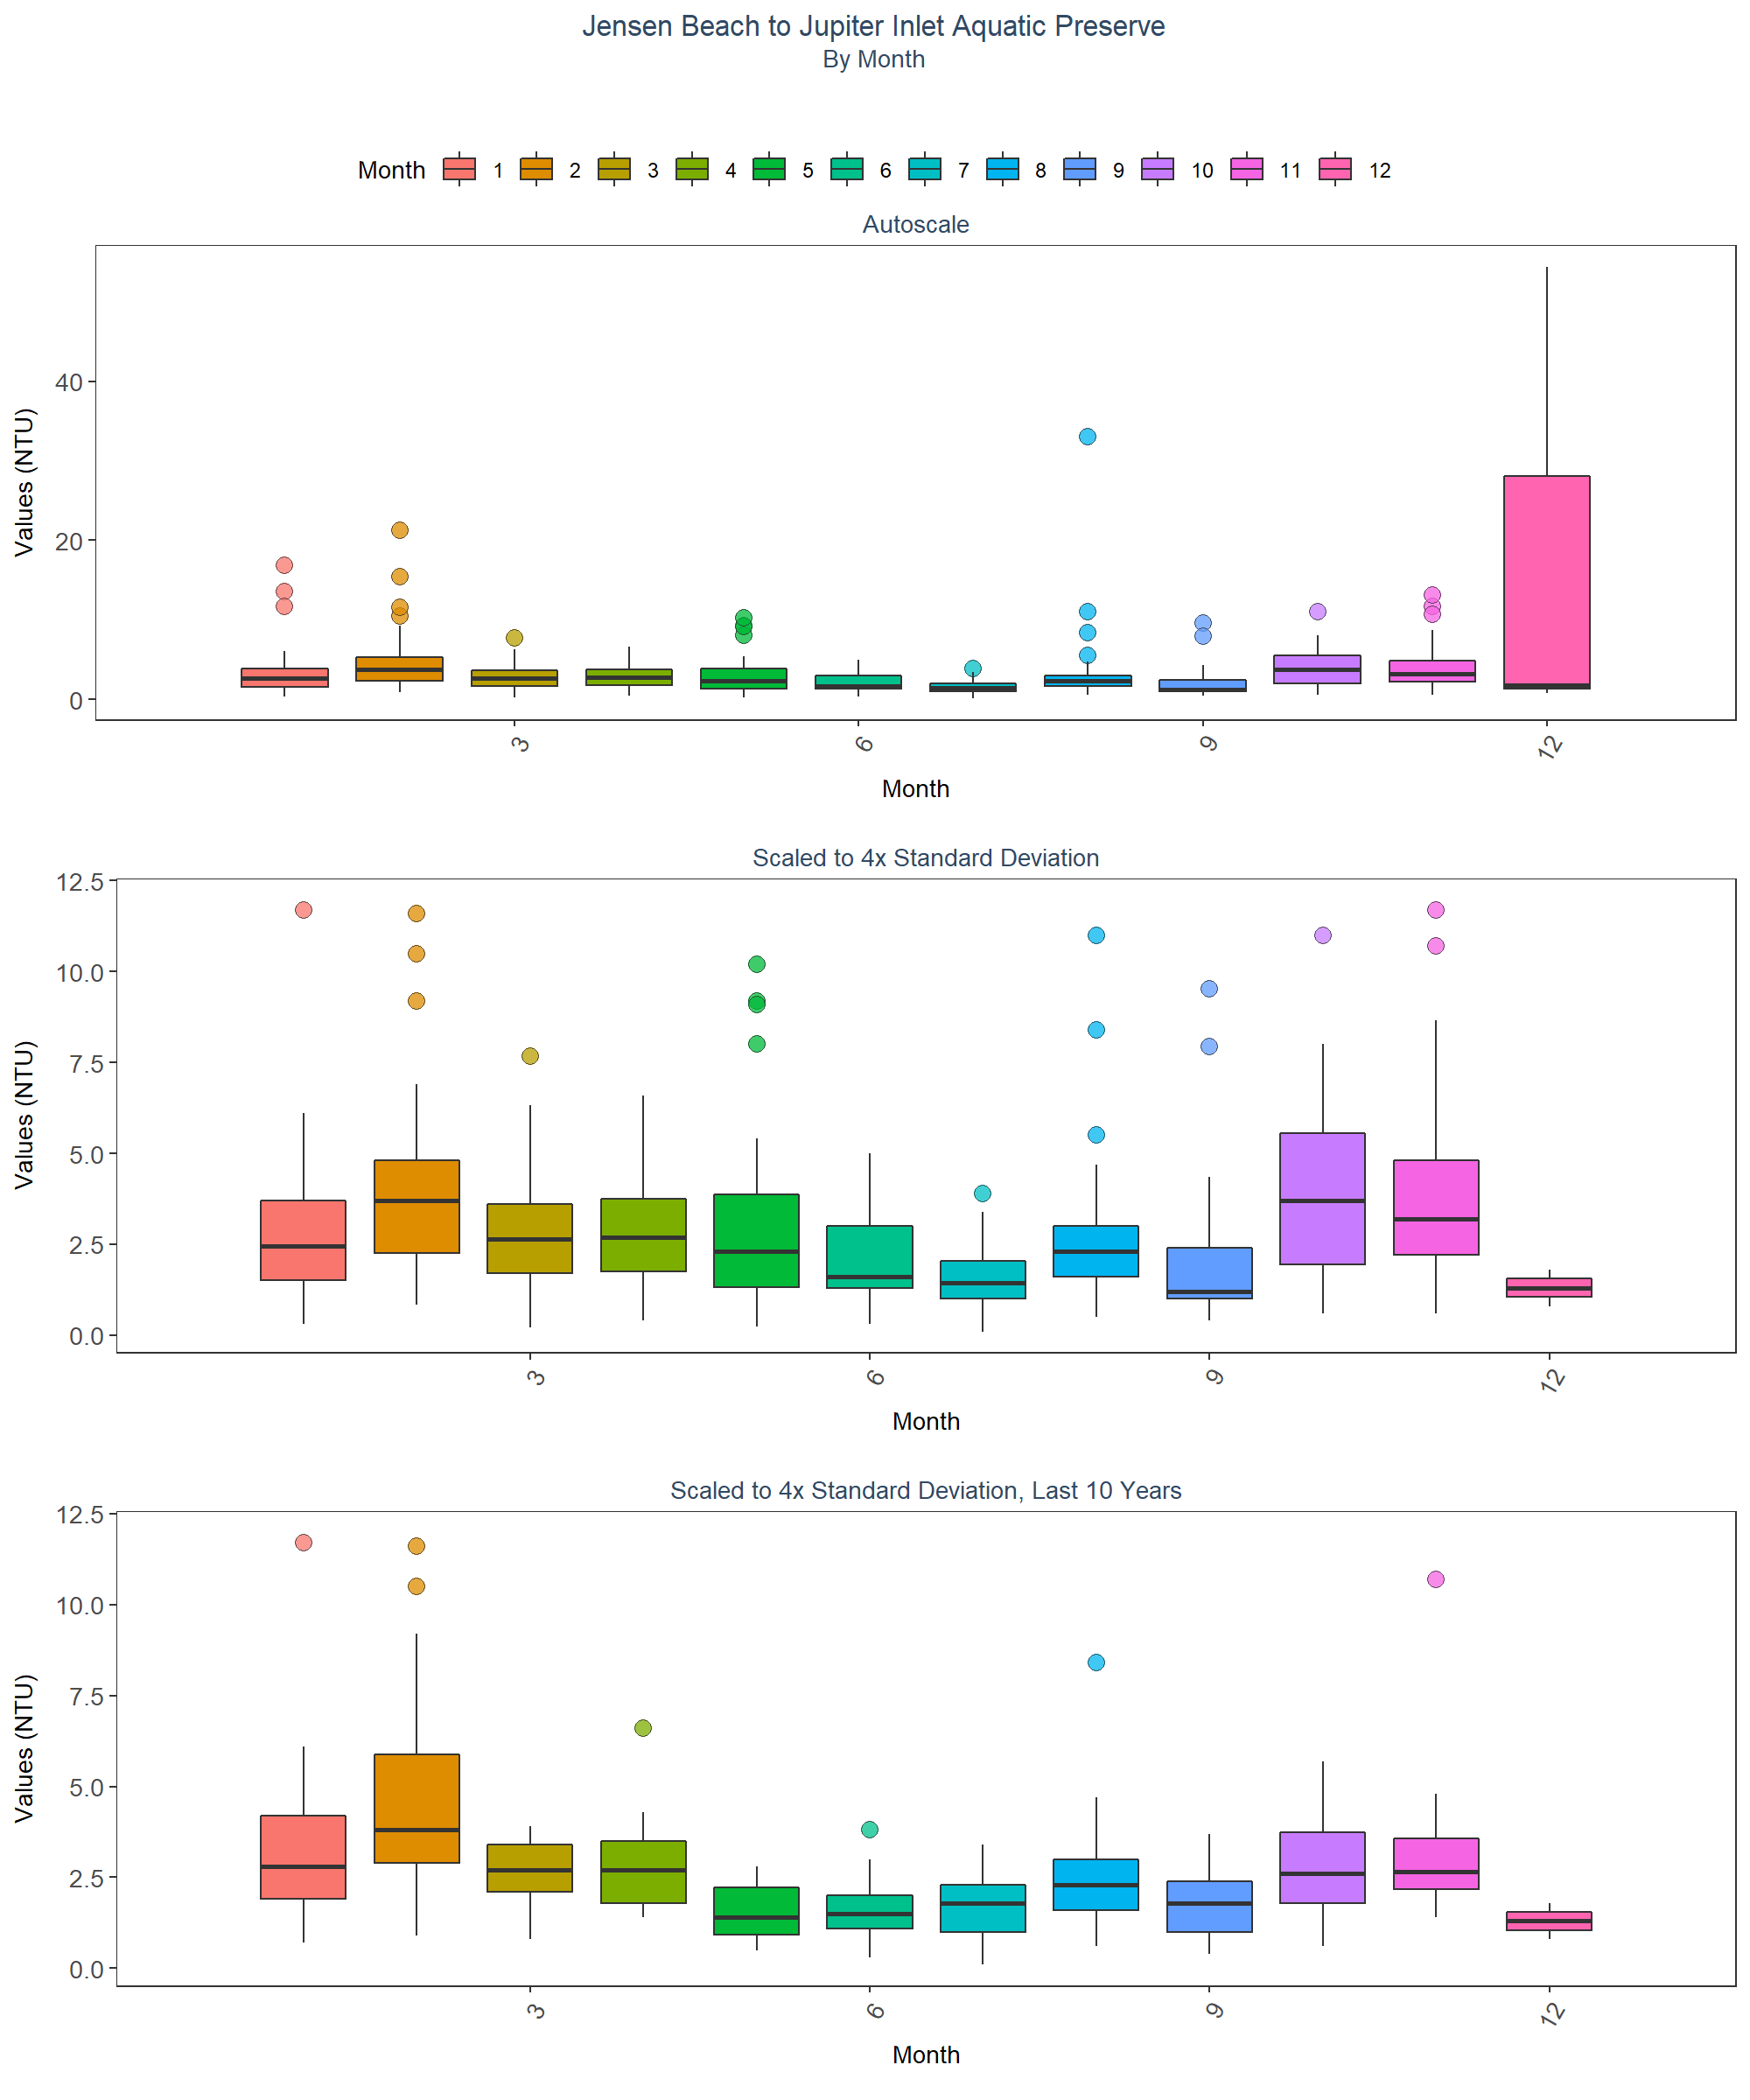 Jensen Beach to Jupiter Inlet Aquatic Preserve
By Month
Month 1 2 3 4 5 6 7 8 9 10 11 12
Autoscale
Values (NTU)
40
20
0
3 6 9 12
Month
Scaled to 4x Standard Deviation
Values (NTU)
12.5
10.0
7.5
5.0
2.5
0.0
3 6 9 12
Month
Scaled to 4x Standard Deviation, Last 10 Years
Values (NTU)
12.5
10.0
7.5
5.0
2.5
0.0
3 6 9 12
Month